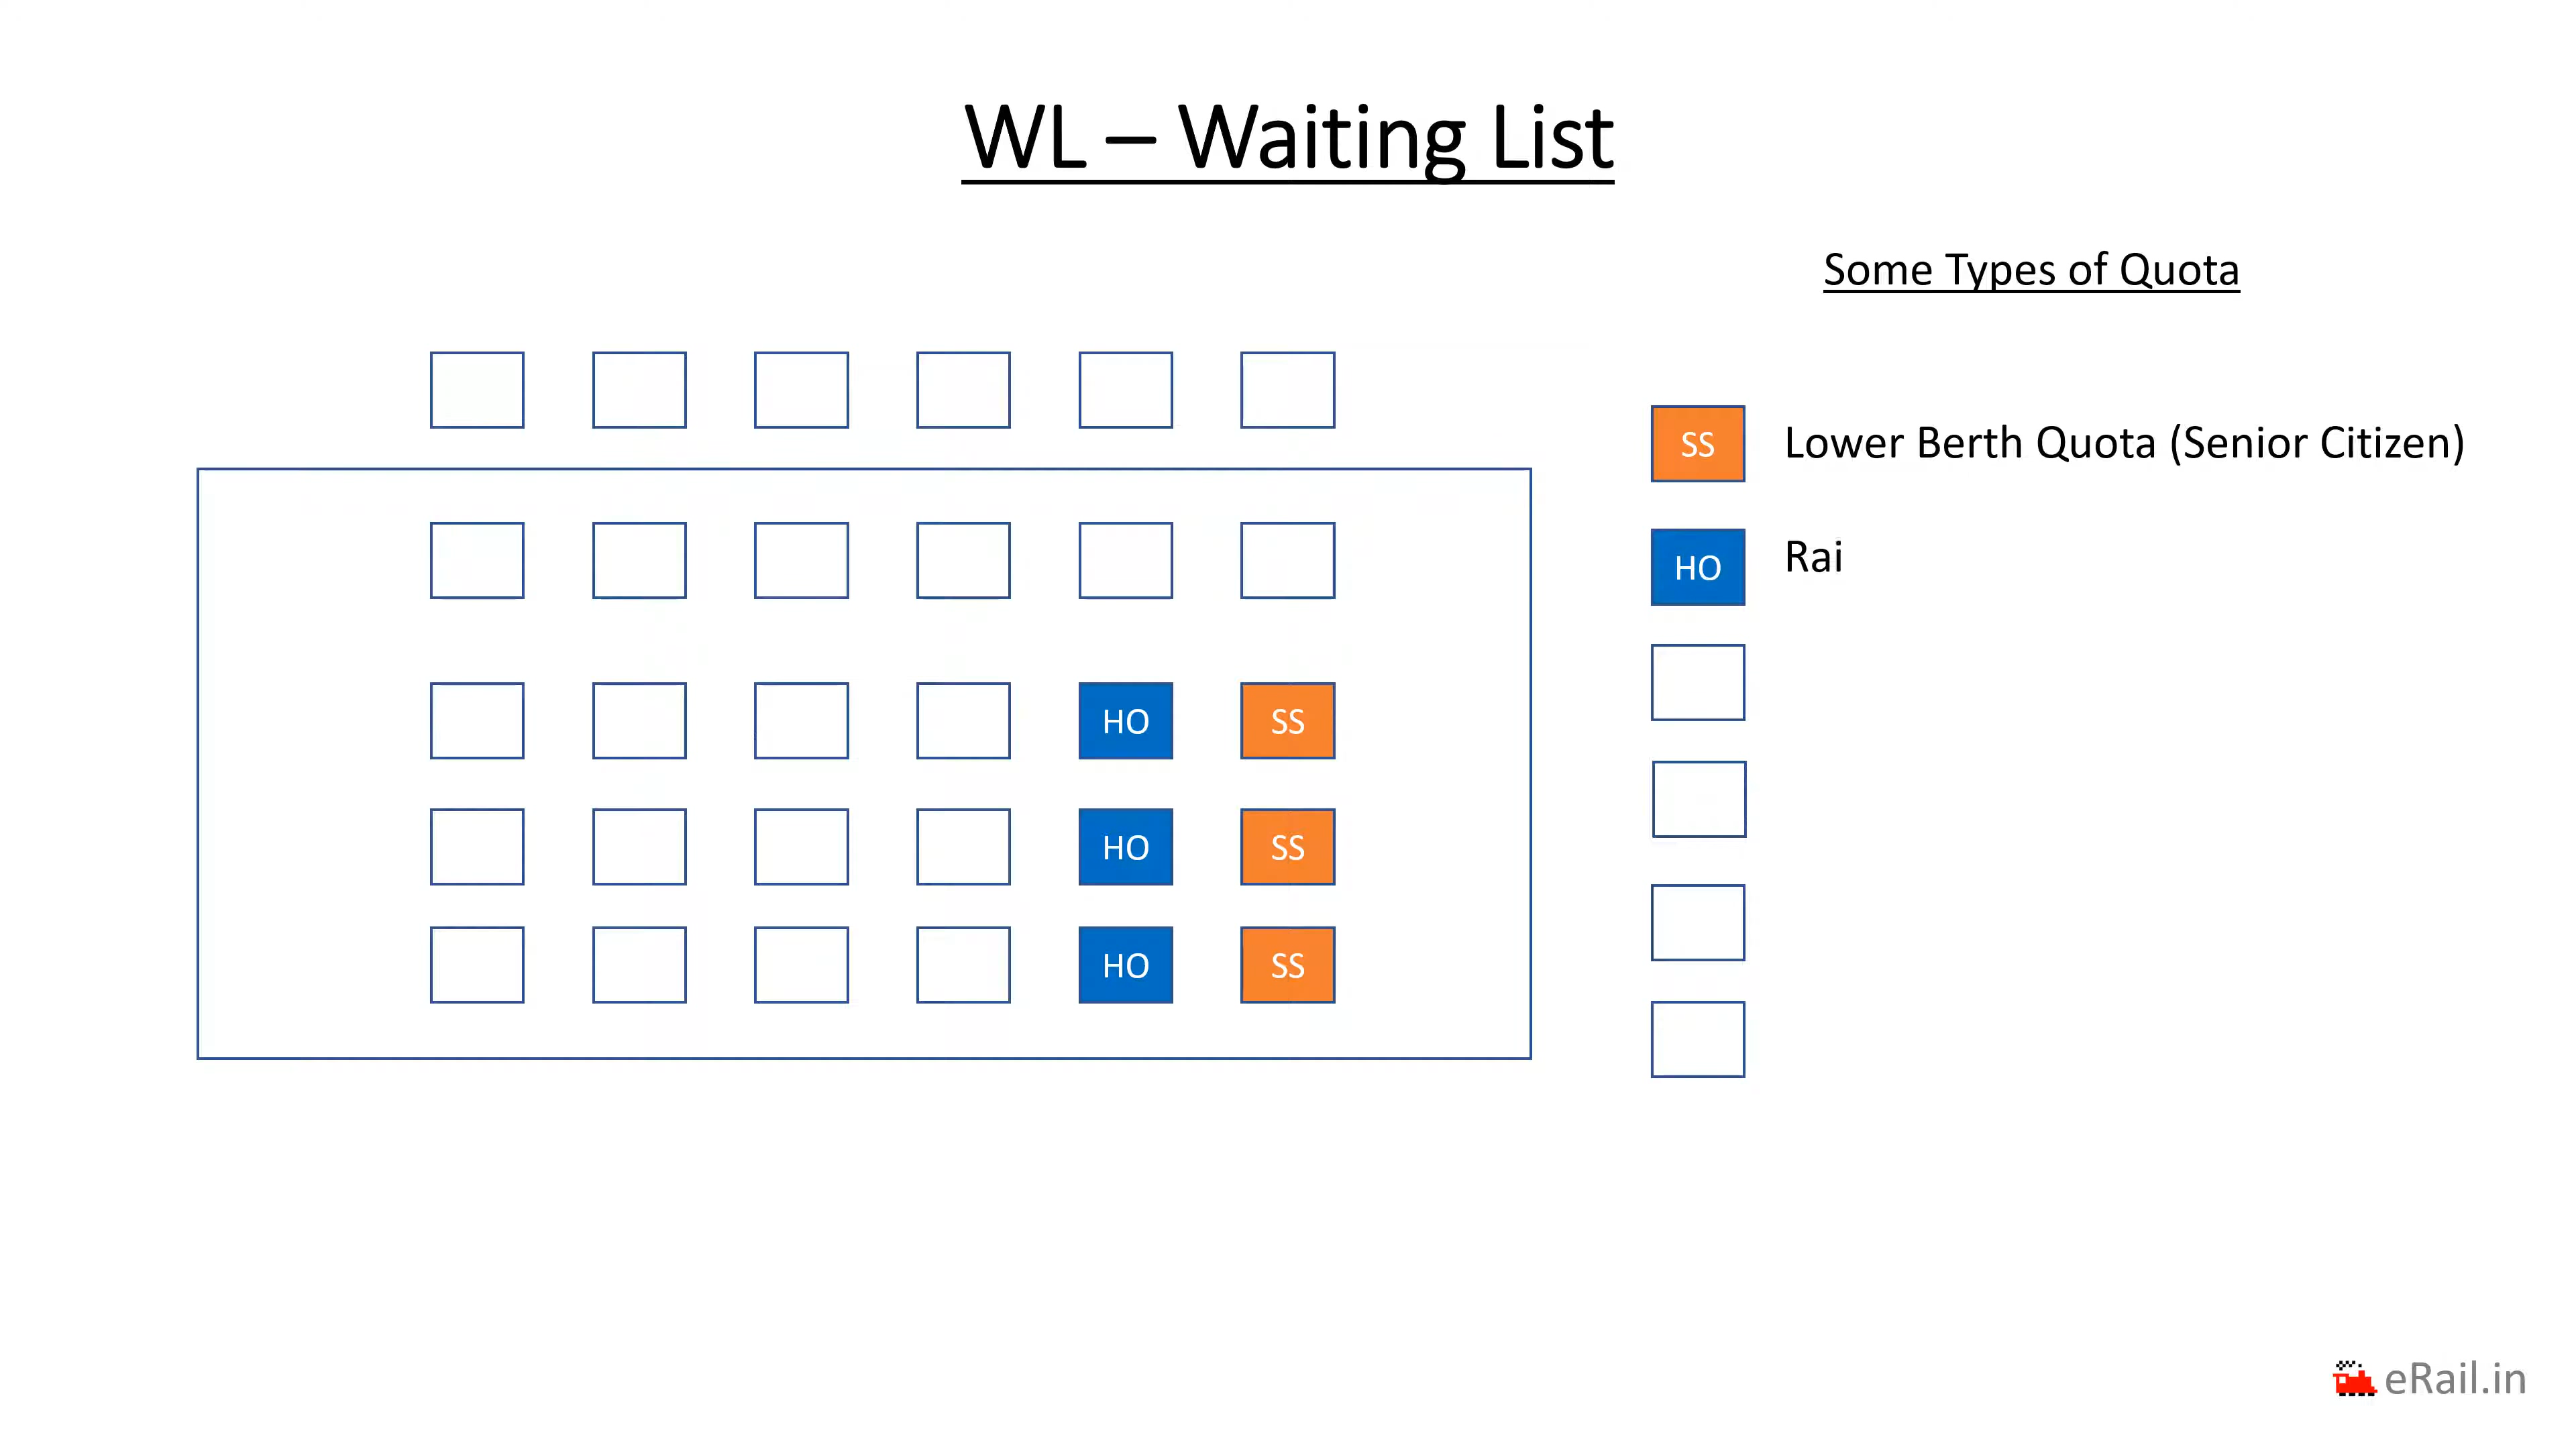 WL – Waiting List
Some Types of Quota
SS Lower Berth Quota (Senior Citizen)
HO Rai
HO SS
HO SS
HO SS
eRail.in